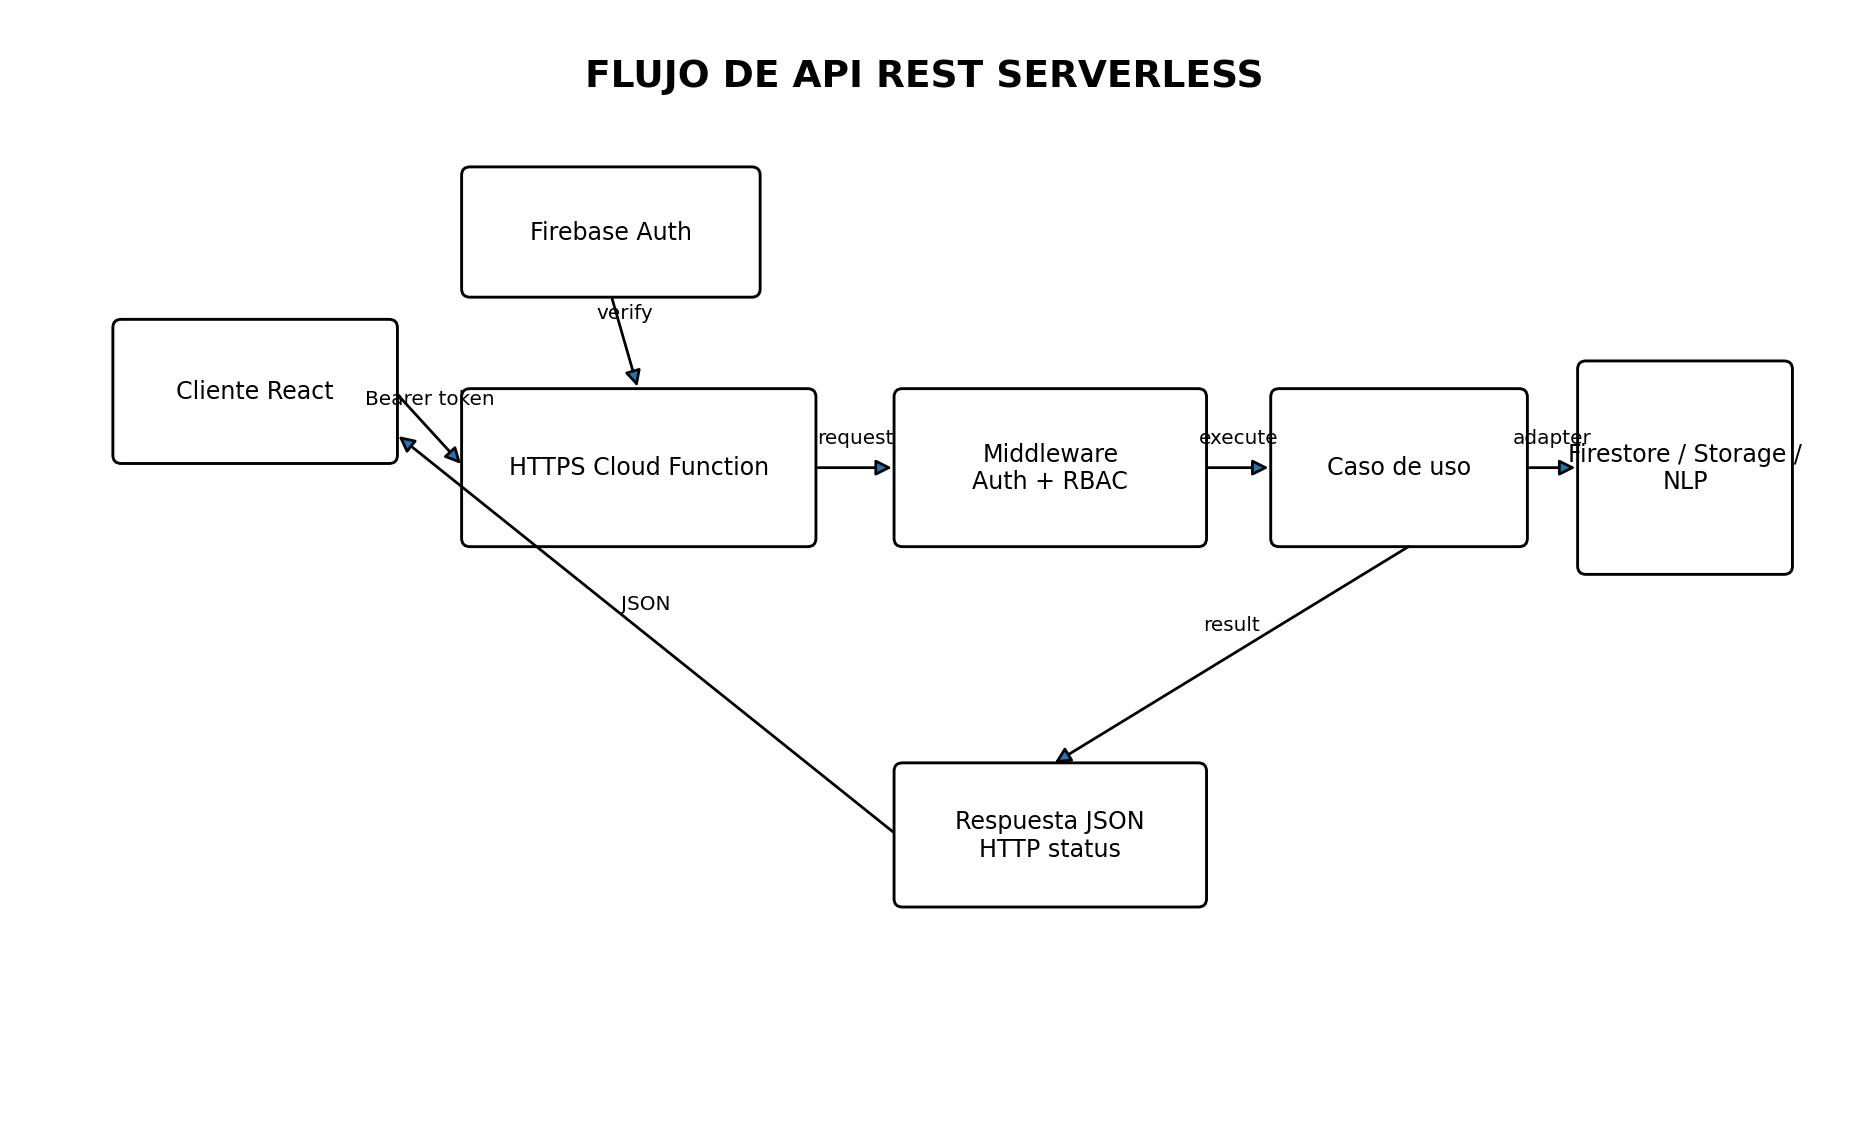 FLUJO DE API REST SERVERLESS
Firebase Auth
verify
Cliente React
Bearer token
HTTPS Cloud Function
request
Middleware
Auth + RBAC
execute
Caso de uso
adapter
Firestore / Storage /
NLP
JSON
result
Respuesta JSON
HTTP status